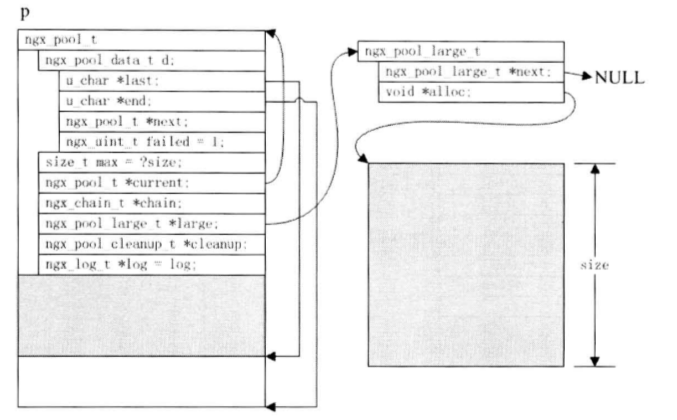 p
ngx_pool_t
ngx_pool_data_t d;
u_char *last;
u_char *end;
ngx_pool_t *next;
ngx_uint_t failed = 1;
size_t max = ?size;
ngx_pool_t *current;
ngx_chain_t *chain;
ngx_pool_large_t *large;
ngx_pool_cleanup_t *cleanup;
ngx_log_t *log = log;
ngx_pool_large_t
ngx_pool_large_t *next;
NULL
void *alloc;
size